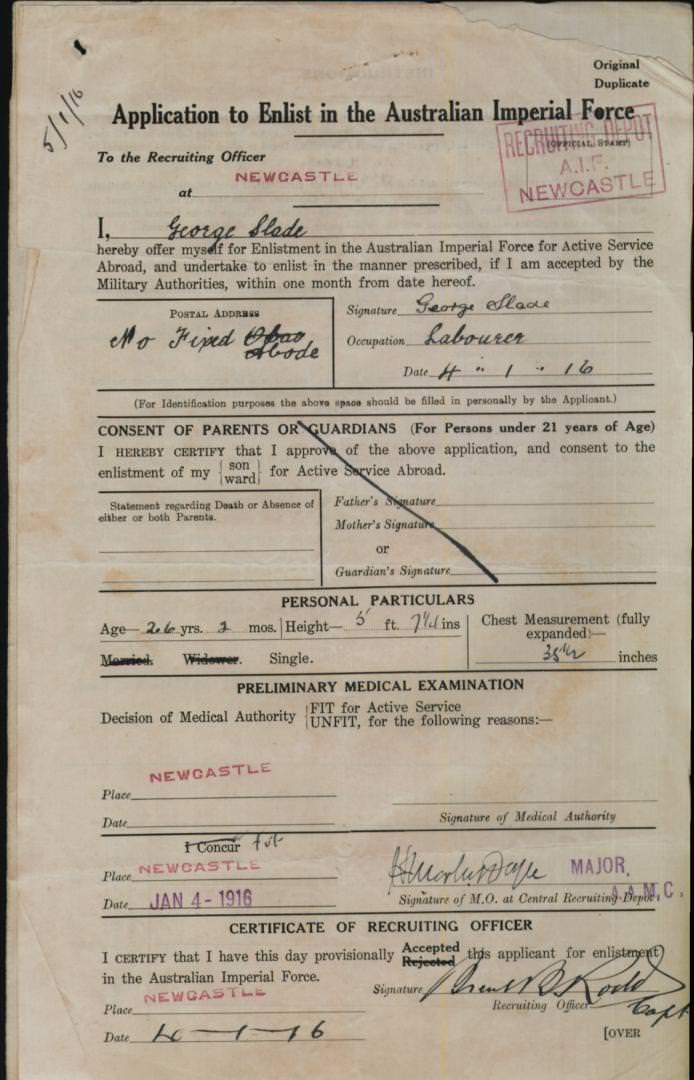 Original
Duplicate
5/1/16
Application to Enlist in the Australian Imperial Force
RECRUITING DEPOT
(OFFICIAL STAMP)
A.I.F.
NEWCASTLE
To the Recruiting Officer
NEWCASTLE
at
I, George Slade
hereby offer myself for Enlistment in the Australian Imperial Force for Active Service
Abroad, and undertake to enlist in the manner prescribed, if I am accepted by the
Military Authorities, within one month from date hereof.
POSTAL ADDRESS
No Fixed
Abode
Signature George Slade
Occupation Labourer
Date 4 " 1 " 16
(For Identification purposes the above space should be filled in personally by the Applicant.)
CONSENT OF PARENTS OR GUARDIANS (For Persons under 21 years of Age)
I HEREBY CERTIFY that I approve of the above application, and consent to the
enlistment of my { son ward } for Active Service Abroad.
Statement regarding Death or Absence of
either or both Parents.
Father's Signature
Mother's Signature
or
Guardian's Signature
PERSONAL PARTICULARS
Age— 26 yrs. 2 mos. Height— 5 ft. 7 1/4 ins
Chest Measurement (fully
expanded)—
35 1/2 inches
Married. Widower. Single.
PRELIMINARY MEDICAL EXAMINATION
Decision of Medical Authority { FIT for Active Service
UNFIT, for the following reasons:—
NEWCASTLE
Place
Date
Signature of Medical Authority
I Concur Fit
Place NEWCASTLE
Date JAN 4-1916
MAJOR,
A.A.M.C.
Signature of M.O. at Central Recruiting Depot
CERTIFICATE OF RECRUITING OFFICER
I CERTIFY that I have this day provisionally Accepted Rejected this applicant for enlistment
in the Australian Imperial Force.
NEWCASTLE
Place
Signature
Recruiting Officer
Capt
Date 4-1-16
[OVER